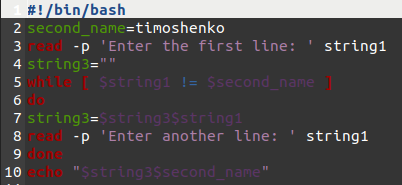 1 #!/bin/bash
2 second_name=timoshenko
3 read -p 'Enter the first line: ' string1
4 string3=""
5 while [ $string1 != $second_name ]
6 do
7 string3=$string3$string1
8 read -p 'Enter another line: ' string1
9 done
10 echo "$string3$second_name"